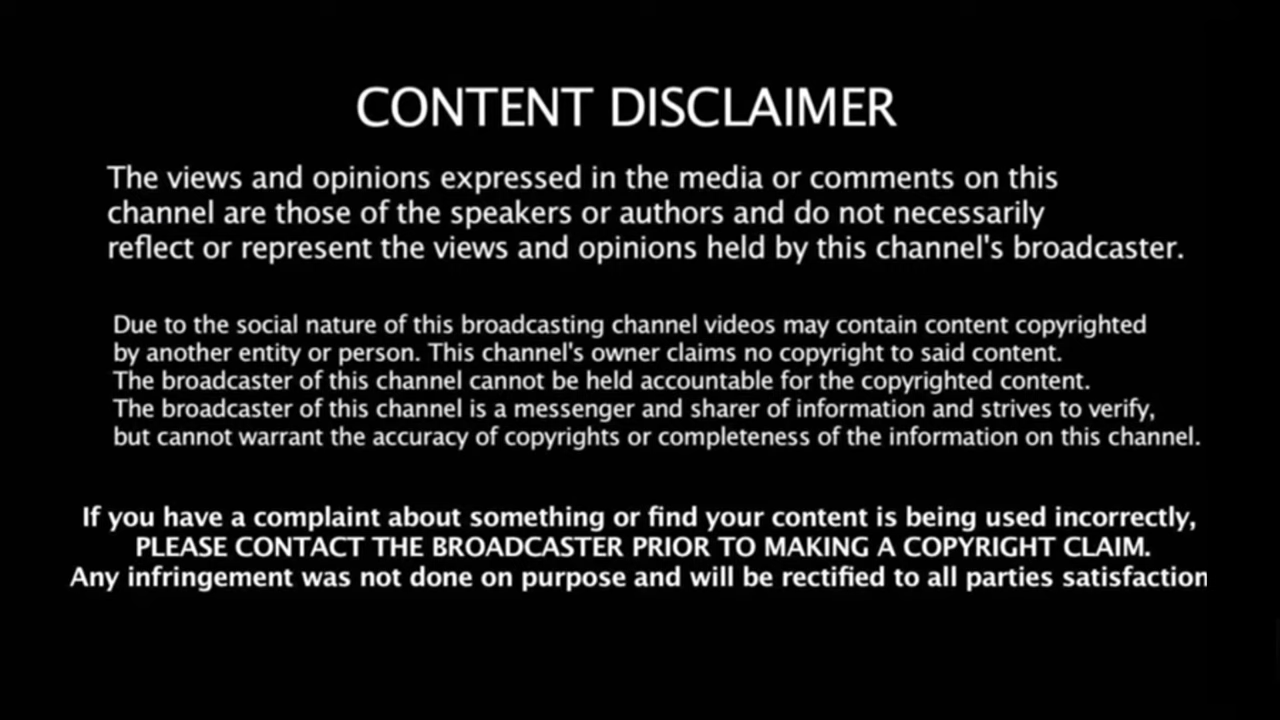 CONTENT DISCLAIMER
The views and opinions expressed in the media or comments on this
channel are those of the speakers or authors and do not necessarily
reflect or represent the views and opinions held by this channel's broadcaster.
Due to the social nature of this broadcasting channel videos may contain content copyrighted
by another entity or person. This channel's owner claims no copyright to said content.
The broadcaster of this channel cannot be held accountable for the copyrighted content.
The broadcaster of this channel is a messenger and sharer of information and strives to verify,
but cannot warrant the accuracy of copyrights or completeness of the information on this channel.
If you have a complaint about something or find your content is being used incorrectly,
PLEASE CONTACT THE BROADCASTER PRIOR TO MAKING A COPYRIGHT CLAIM.
Any infringement was not done on purpose and will be rectified to all parties satisfaction